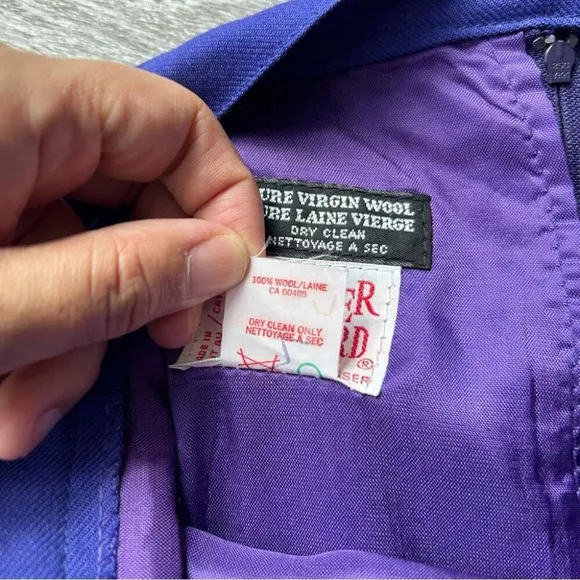 URE VIRGIN WOOL
URE LAINE VIERGE
DRY CLEAN
NETTOYAGE A SEC
100% WOOL/LAINE
CA 00405
DRY CLEAN ONLY
NETTOYAGE A SEC
ER
RD®
SER